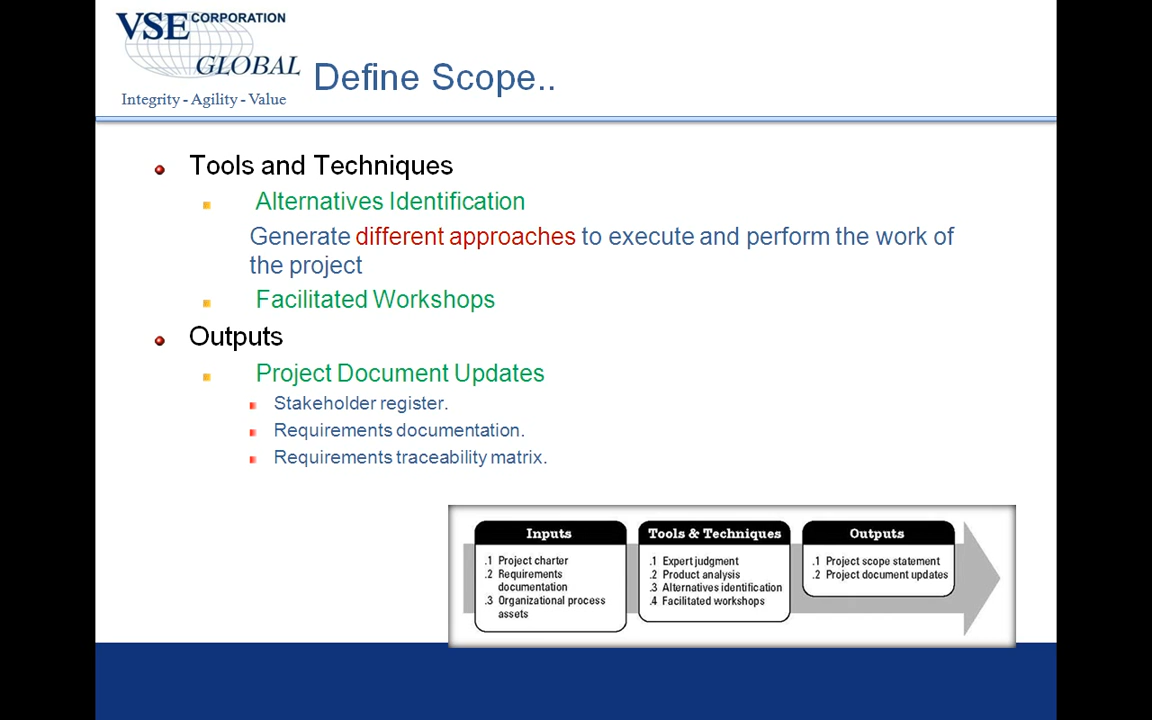 VSE CORPORATION
GLOBAL
Integrity - Agility - Value
Define Scope..
Tools and Techniques
Alternatives Identification
Generate different approaches to execute and perform the work of
the project
Facilitated Workshops
Outputs
Project Document Updates
Stakeholder register.
Requirements documentation.
Requirements traceability matrix.
Inputs
.1 Project charter
.2 Requirements
documentation
.3 Organizational process
assets
Tools & Techniques
.1 Expert judgment
.2 Product analysis
.3 Alternatives identification
.4 Facilitated workshops
Outputs
.1 Project scope statement
.2 Project document updates